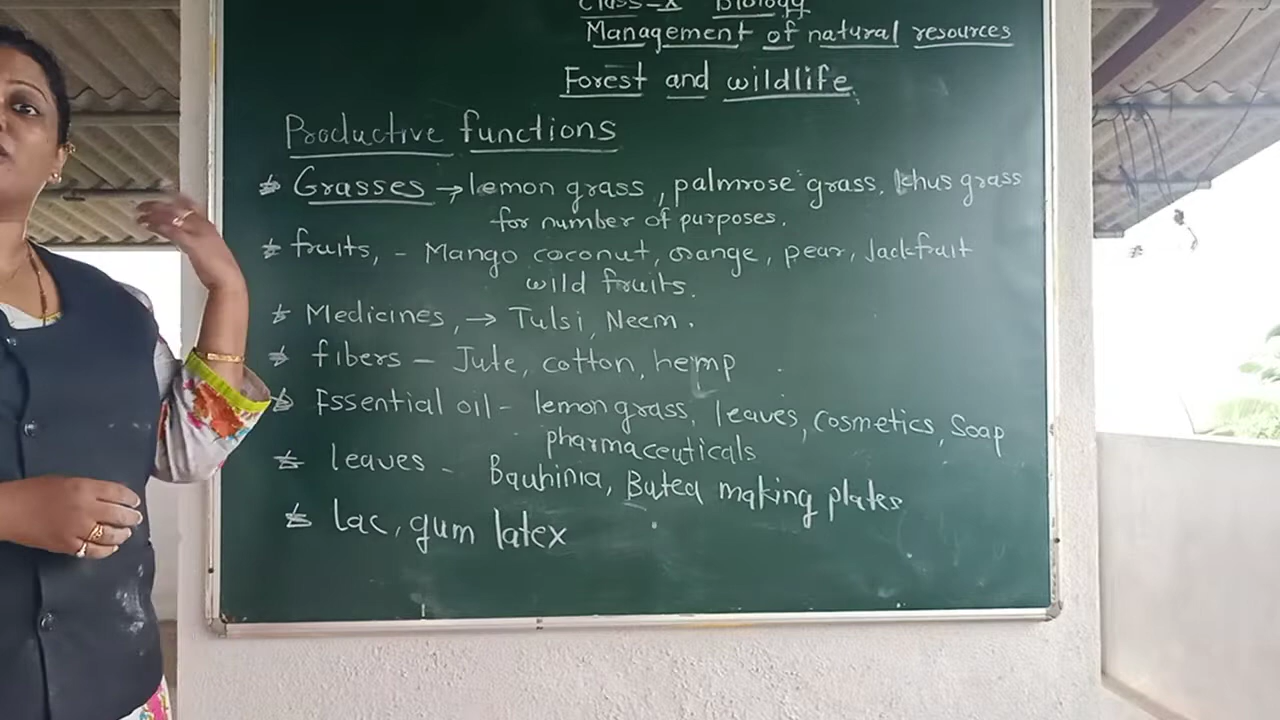 Class-X Biology
Management of natural resources
Forest and wildlife
Productive functions
* Grasses → lemon grass, palmrose grass, khus grass
for number of purposes.
* fruits, - Mango coconut, orange, pear, Jackfruit
wild fruits.
* Medicines, → Tulsi, Neem.
* fibers - Jute, cotton, hemp
* Essential oil - lemongrass, leaves, Cosmetics, Soap
pharmaceuticals
* leaves - Bauhinia, Butea making plates
* lac, gum latex